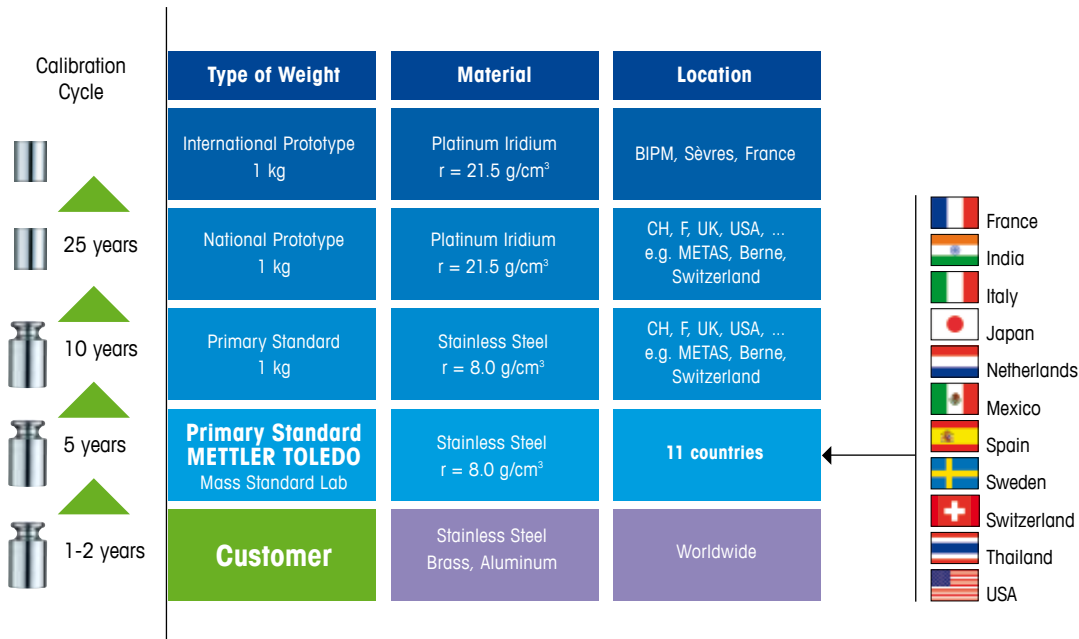 Calibration
Cycle
Type of Weight
Material
Location
International Prototype
1 kg
Platinum Iridium
r = 21.5 g/cm³
BIPM, Sèvres, France
25 years
National Prototype
1 kg
Platinum Iridium
r = 21.5 g/cm³
CH, F, UK, USA, ...
e.g. METAS, Berne,
Switzerland
10 years
Primary Standard
1 kg
Stainless Steel
r = 8.0 g/cm³
CH, F, UK, USA, ...
e.g. METAS, Berne,
Switzerland
5 years
Primary Standard
METTLER TOLEDO
Mass Standard Lab
Stainless Steel
r = 8.0 g/cm³
11 countries
1-2 years
Customer
Stainless Steel
Brass, Aluminum
Worldwide
France
India
Italy
Japan
Netherlands
Mexico
Spain
Sweden
Switzerland
Thailand
USA